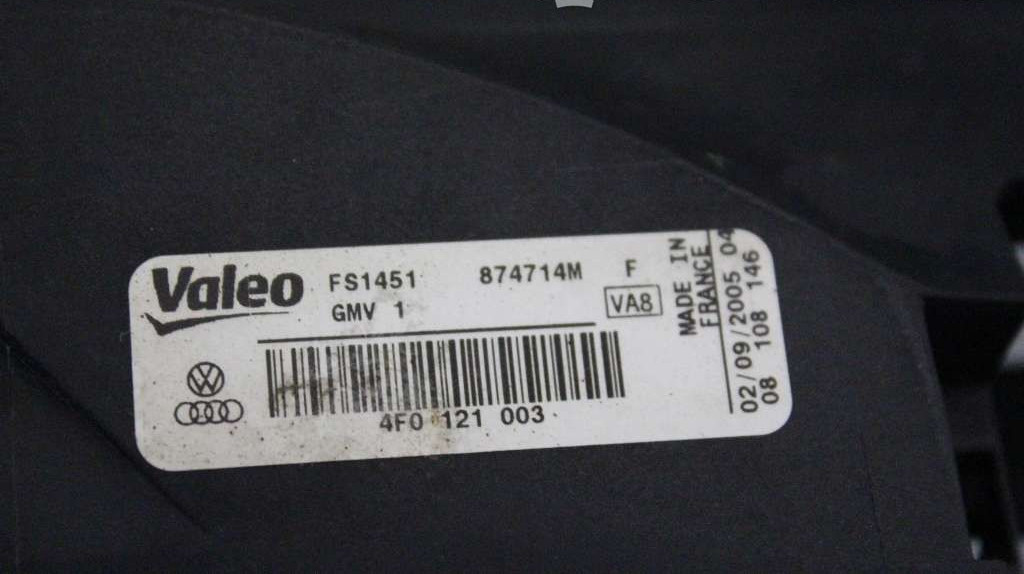 Valeo
FS1451 874714M F
GMV 1 VA8
4F0 121 003
MADE IN
FRANCE
02/09/2005 04
08 108 146